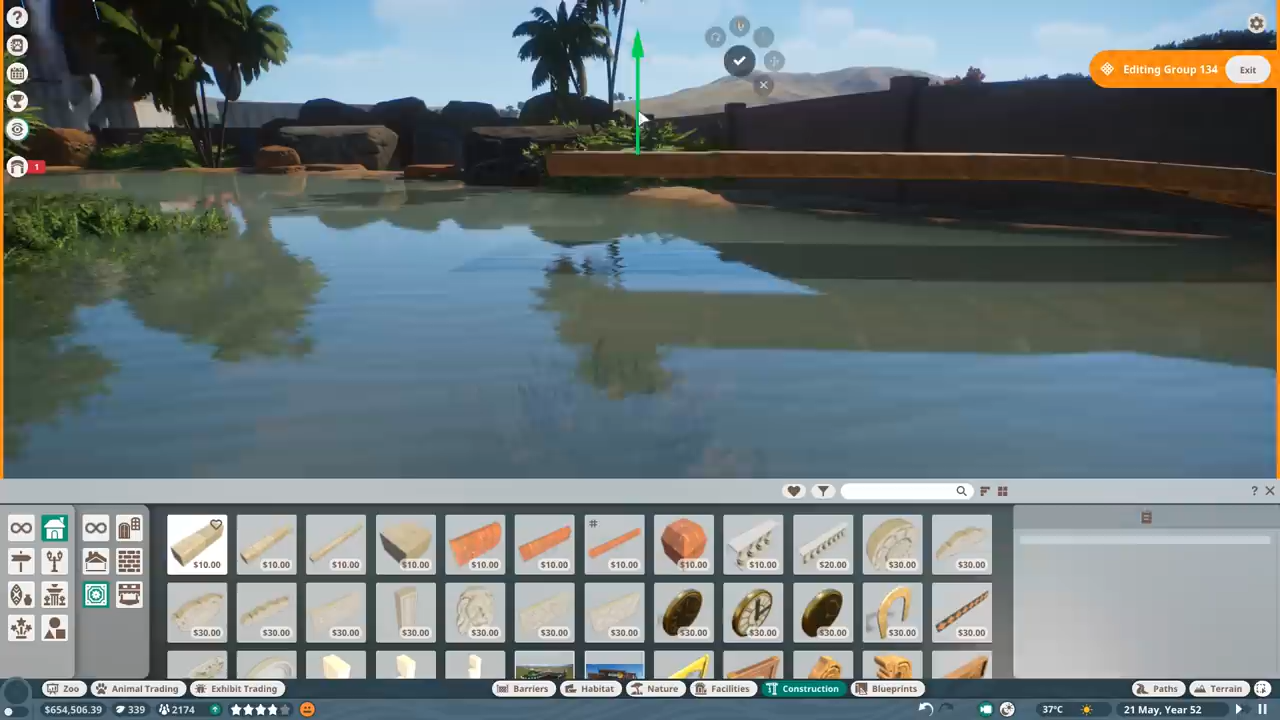 Editing Group 134
Exit
1
$10.00
$10.00
$10.00
$10.00
$10.00
$10.00
$10.00
$10.00
$10.00
$20.00
$30.00
$30.00
$30.00
$30.00
$30.00
$30.00
$30.00
$30.00
$30.00
$30.00
$30.00
$30.00
$30.00
$30.00
Zoo
Animal Trading
Exhibit Trading
Barriers
Habitat
Nature
Facilities
Construction
Blueprints
Paths
Terrain
$654,506.39
339
2174
37°C
21 May, Year 52